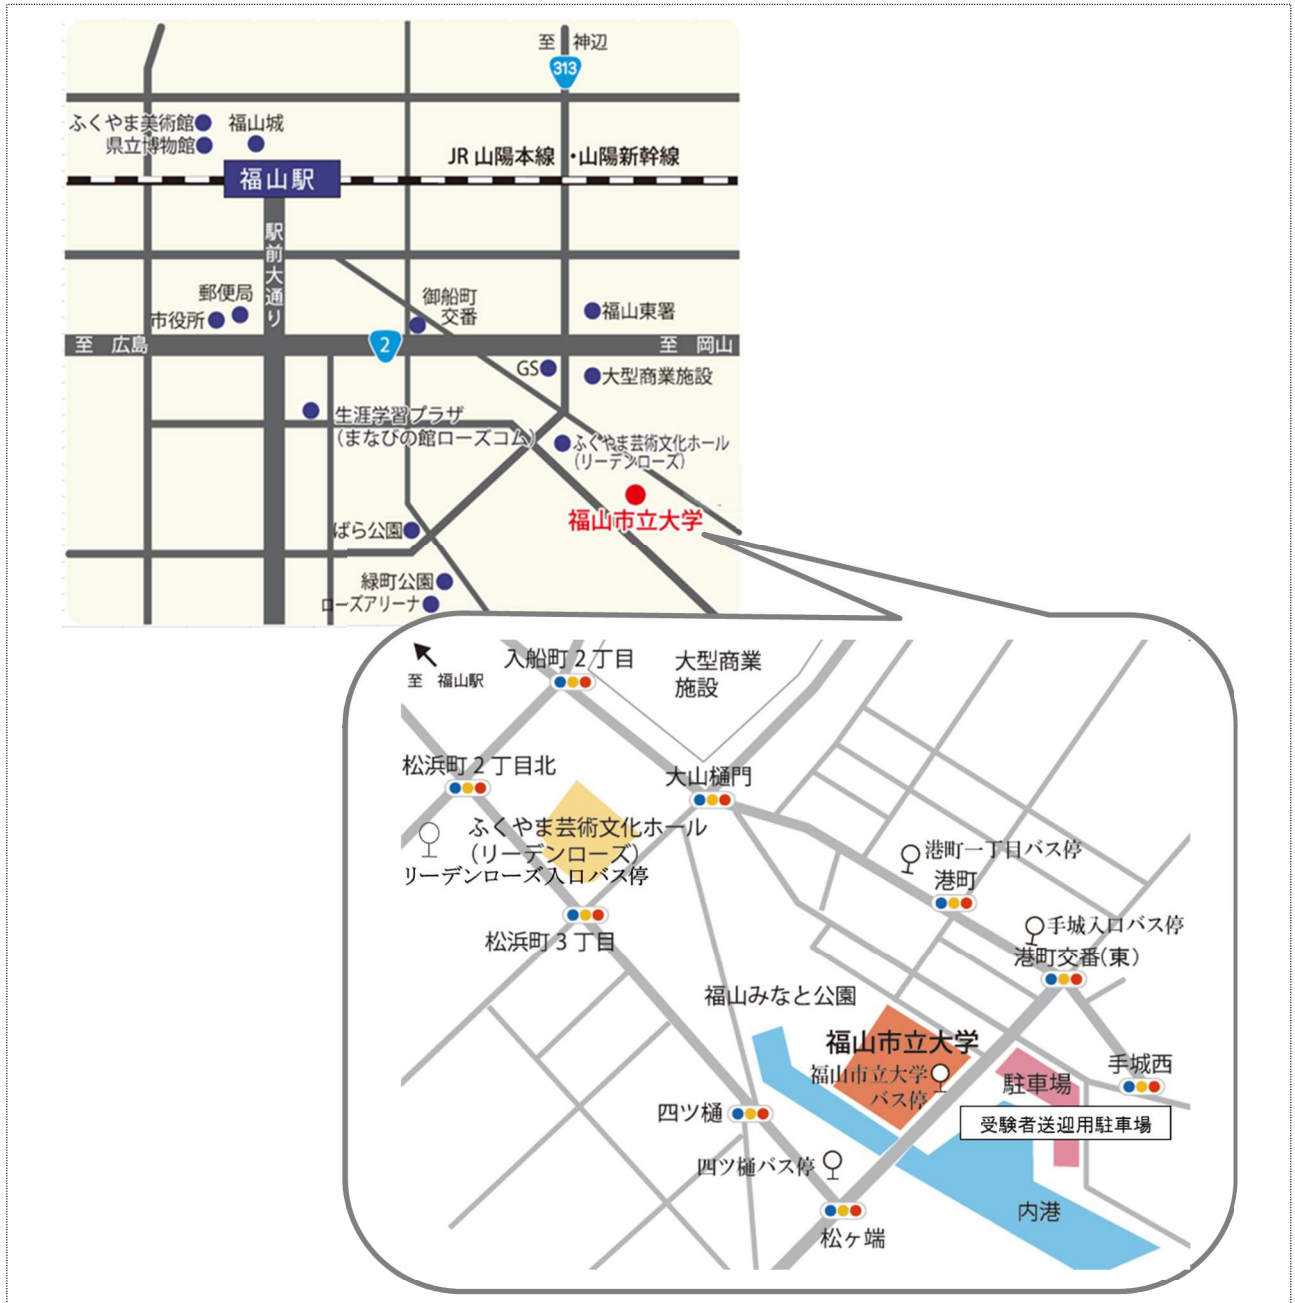 至 神辺
313
ふくやま美術館
福山城
県立博物館
JR 山陽本線・山陽新幹線
福山駅
駅前大通り
郵便局
市役所
御船町
交番
福山東署
至 広島
2
至 岡山
GS
大型商業施設
生涯学習プラザ
(まなびの館ローズコム)
ふくやま芸術文化ホール
(リーデンローズ)
福山市立大学
ばら公園
緑町公園
ローズアリーナ
至 福山駅
入船町2丁目
大型商業
施設
松浜町2丁目北
大山樋門
ふくやま芸術文化ホール
(リーデンローズ)
リーデンローズ入口バス停
港町一丁目バス停
港町
松浜町3丁目
手城入口バス停
港町交番(東)
福山みなと公園
福山市立大学
福山市立大学
バス停
駐車場
手城西
四ツ樋
受験者送迎用駐車場
四ツ樋バス停
内港
松ヶ端